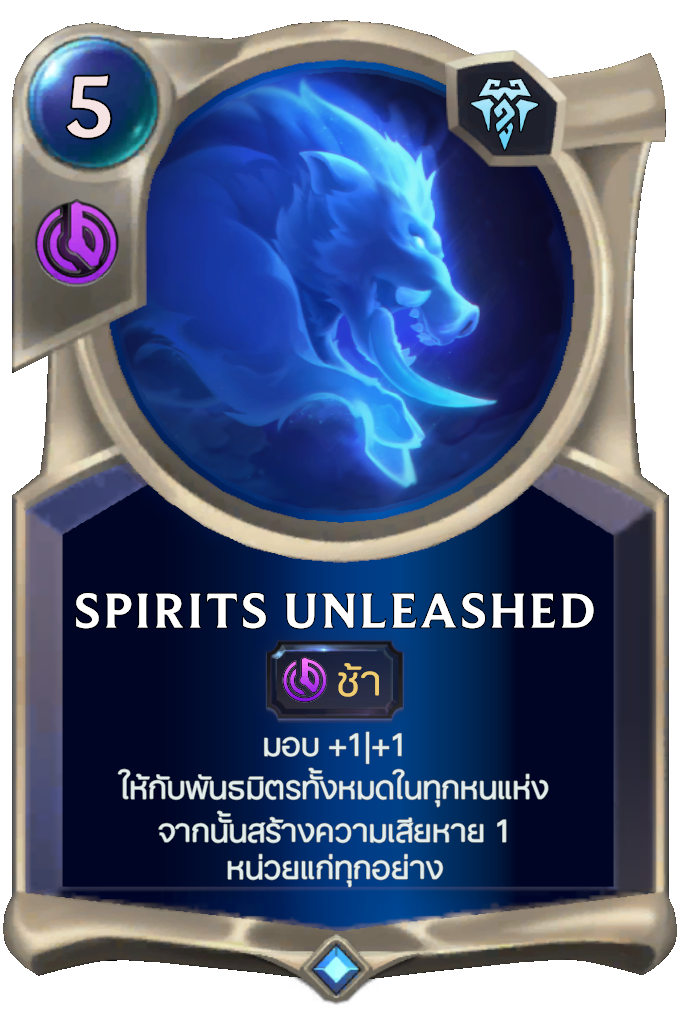 5
SPIRITS UNLEASHED
ช้า
มอบ +1|+1
ให้กับพันธมิตรทั้งหมดในทุกหนแห่ง
จากนั้นสร้างความเสียหาย 1
หน่วยแก่ทุกอย่าง